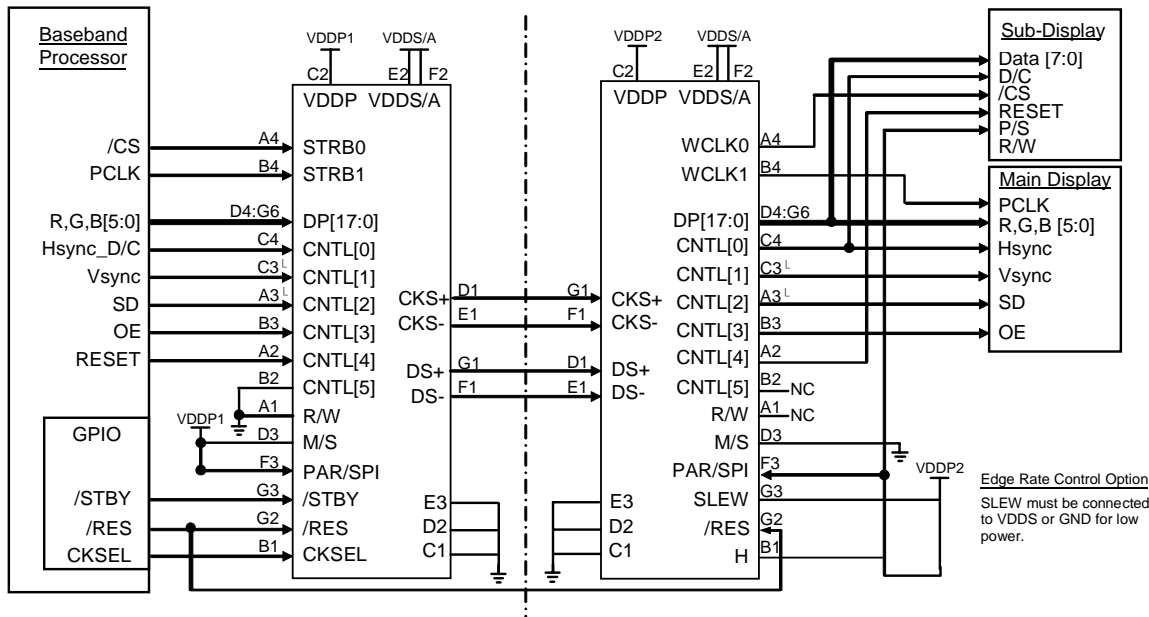 Baseband
Processor
/CS
PCLK
R,G,B[5:0]
Hsync_D/C
Vsync
SD
OE
RESET
GPIO
/STBY
/RES
CKSEL
VDDP1
VDDS/A
C2
E2
F2
VDDP
VDDS/A
A4
STRB0
B4
STRB1
D4:G6
DP[17:0]
C4
CNTL[0]
C3
CNTL[1]
A3
CNTL[2]
B3
CNTL[3]
A2
CNTL[4]
B2
CNTL[5]
A1
R/W
VDDP1
D3
M/S
F3
PAR/SPI
G3
/STBY
G2
/RES
B1
CKSEL
CKS+
D1
CKS-
E1
DS+
G1
DS-
F1
E3
D2
C1
VDDP2
VDDS/A
C2
E2
F2
VDDP
VDDS/A
G1
CKS+
F1
CKS-
D1
DS+
E1
DS-
E3
D2
C1
WCLK0
A4
WCLK1
B4
DP[17:0]
D4:G6
CNTL[0]
C4
CNTL[1]
C3
CNTL[2]
A3
CNTL[3]
B3
CNTL[4]
A2
CNTL[5]
B2
NC
R/W
A1
NC
M/S
D3
PAR/SPI
F3
SLEW
G3
/RES
G2
H
B1
VDDP2
Sub-Display
Data [7:0]
D/C
/CS
RESET
P/S
R/W
Main Display
PCLK
R,G,B [5:0]
Hsync
Vsync
SD
OE
Edge Rate Control Option
SLEW must be connected
to VDDS or GND for low
power.